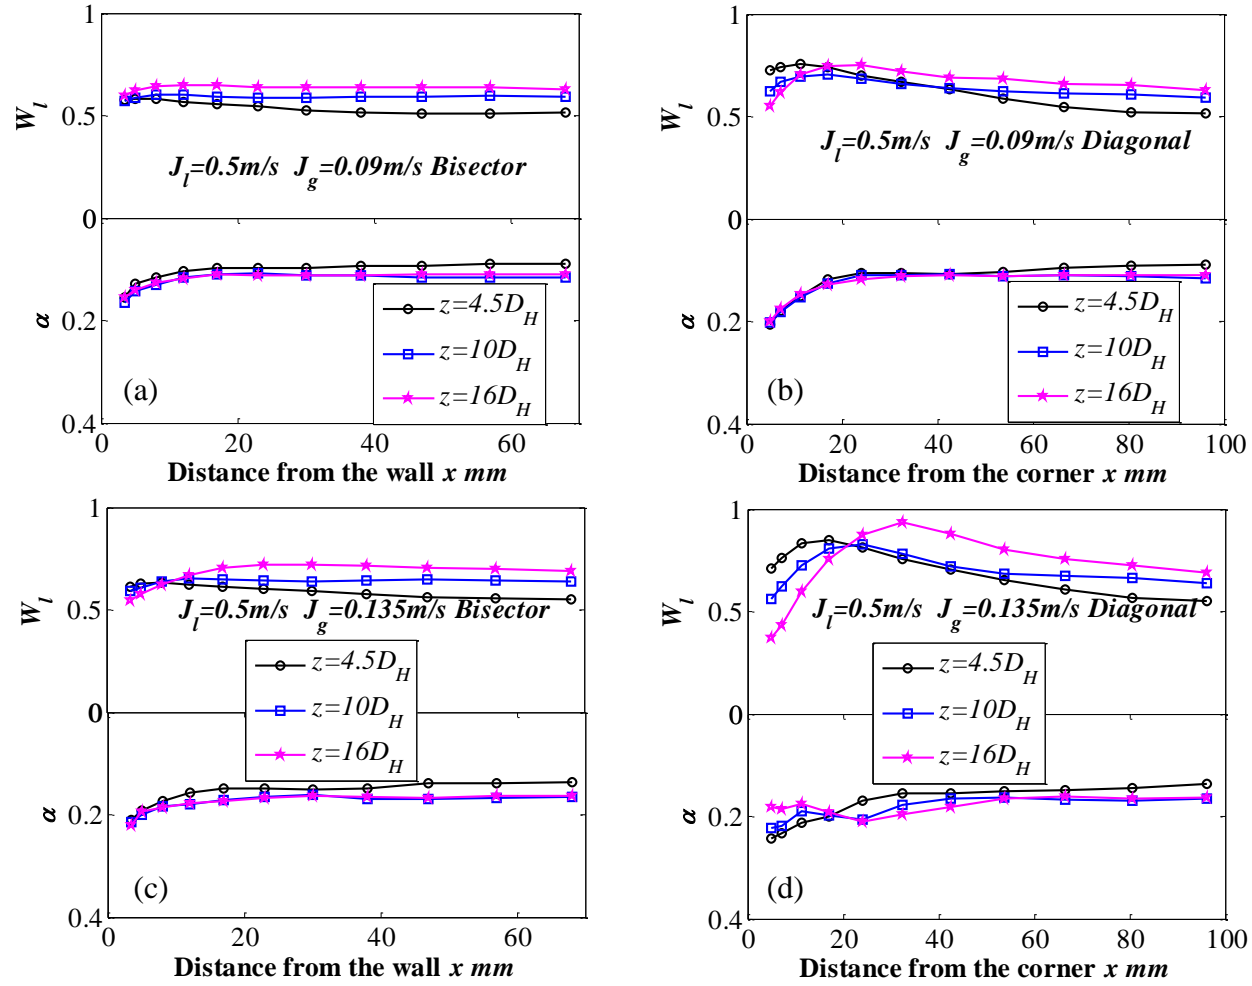 1
W_l
0.5
J_l=0.5m/s J_g=0.09m/s Bisector
0
α
0.2
z=4.5D_H
z=10D_H
z=16D_H
(a)
0.4
0 20 40 60
Distance from the wall x mm
1
W_l
0.5
J_l=0.5m/s J_g=0.09m/s Diagonal
0
α
0.2
z=4.5D_H
z=10D_H
z=16D_H
(b)
0.4
0 20 40 60 80 100
Distance from the corner x mm
1
W_l
0.5
J_l=0.5m/s J_g=0.135m/s Bisector
z=4.5D_H
z=10D_H
z=16D_H
0
α
0.2
(c)
0.4
0 20 40 60
Distance from the wall x mm
1
W_l
0.5
J_l=0.5m/s J_g=0.135m/s Diagonal
z=4.5D_H
z=10D_H
z=16D_H
0
α
0.2
(d)
0.4
0 20 40 60 80 100
Distance from the corner x mm